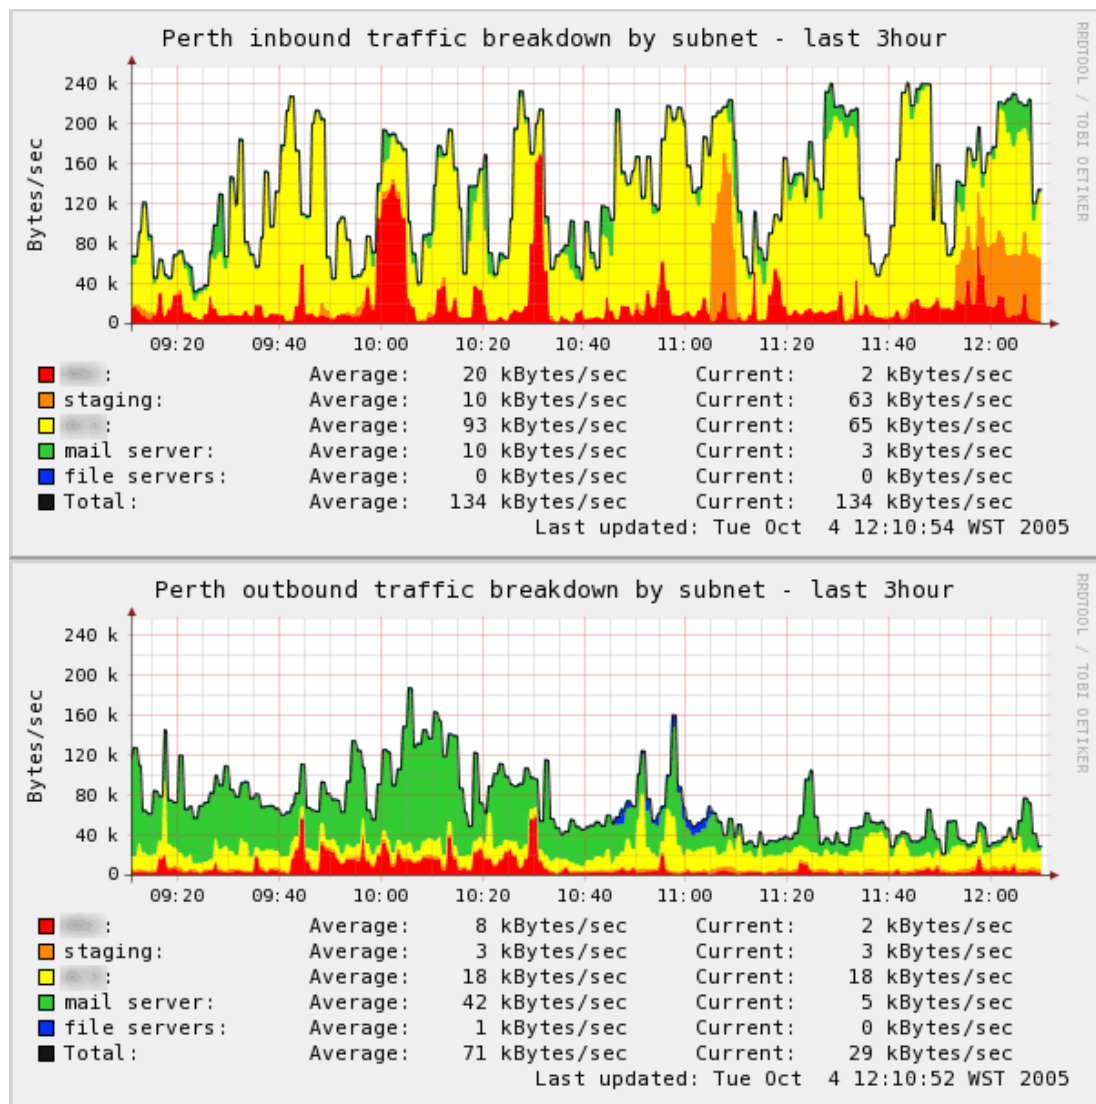 Perth inbound traffic breakdown by subnet - last 3hour
RRDTOOL / TOBI OETIKER
Bytes/sec
240 k
200 k
160 k
120 k
80 k
40 k
0
09:20 09:40 10:00 10:20 10:40 11:00 11:20 11:40 12:00
: Average: 20 kBytes/sec Current: 2 kBytes/sec
staging: Average: 10 kBytes/sec Current: 63 kBytes/sec
: Average: 93 kBytes/sec Current: 65 kBytes/sec
mail server: Average: 10 kBytes/sec Current: 3 kBytes/sec
file servers: Average: 0 kBytes/sec Current: 0 kBytes/sec
Total: Average: 134 kBytes/sec Current: 134 kBytes/sec
Last updated: Tue Oct 4 12:10:54 WST 2005
Perth outbound traffic breakdown by subnet - last 3hour
RRDTOOL / TOBI OETIKER
Bytes/sec
240 k
200 k
160 k
120 k
80 k
40 k
0
09:20 09:40 10:00 10:20 10:40 11:00 11:20 11:40 12:00
: Average: 8 kBytes/sec Current: 2 kBytes/sec
staging: Average: 3 kBytes/sec Current: 3 kBytes/sec
: Average: 18 kBytes/sec Current: 18 kBytes/sec
mail server: Average: 42 kBytes/sec Current: 5 kBytes/sec
file servers: Average: 1 kBytes/sec Current: 0 kBytes/sec
Total: Average: 71 kBytes/sec Current: 29 kBytes/sec
Last updated: Tue Oct 4 12:10:52 WST 2005